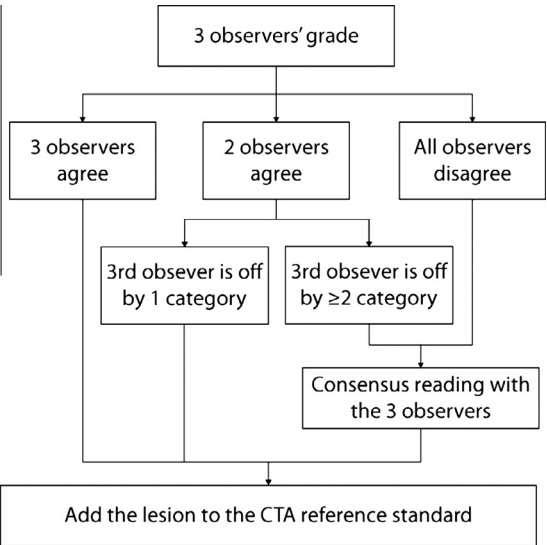 3 observers' grade
3 observers
agree
2 observers
agree
All observers
disagree
3rd obsever is off
by 1 category
3rd obsever is off
by ≥2 category
Consensus reading with
the 3 observers
Add the lesion to the CTA reference standard